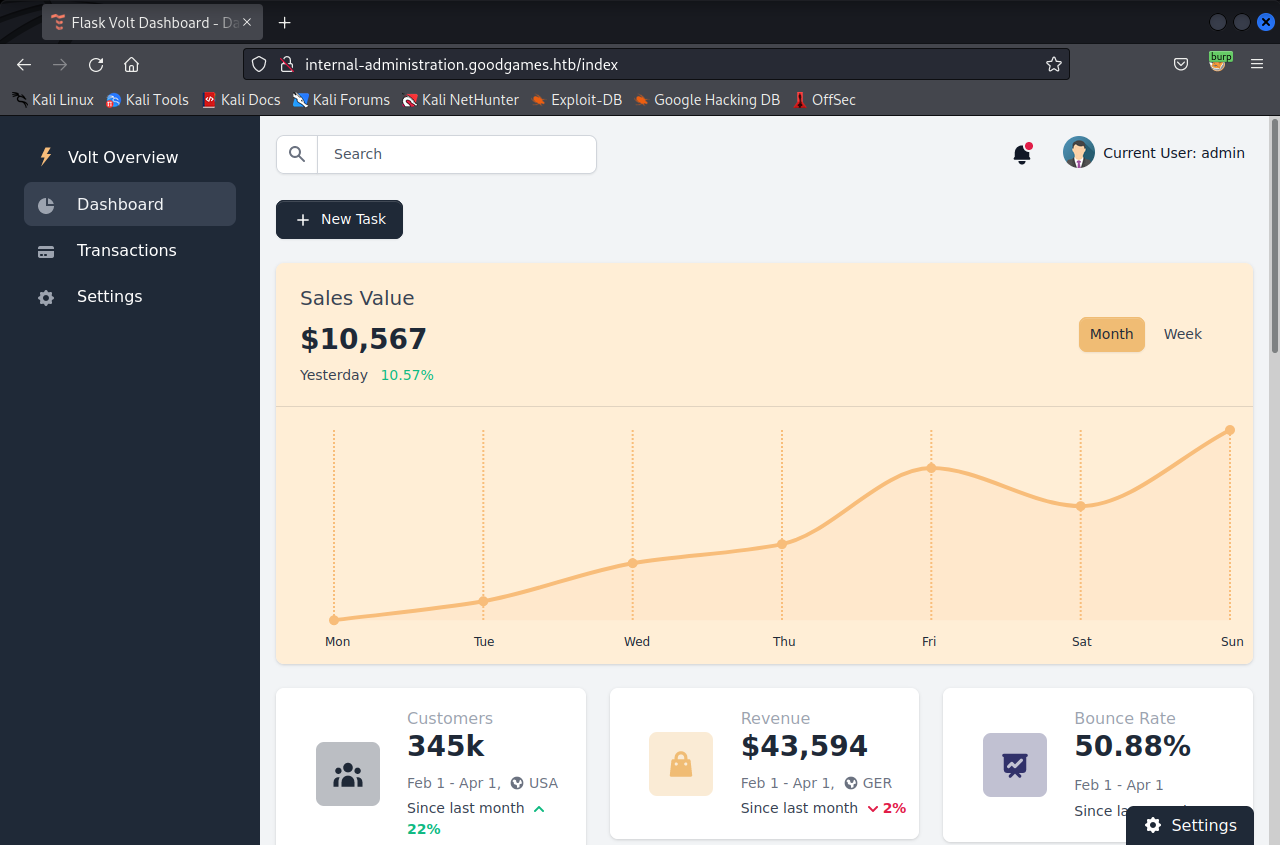 Flask Volt Dashboard - Da
burp
internal-administration.goodgames.htb/index
Kali Linux Kali Tools Kali Docs Kali Forums Kali NetHunter Exploit-DB Google Hacking DB OffSec
Volt Overview
Dashboard
Transactions
Settings
Search
Current User: admin
New Task
Sales Value
$10,567
Yesterday 10.57%
Month Week
Mon Tue Wed Thu Fri Sat Sun
Customers
345k
Feb 1 - Apr 1, USA
Since last month
22%
Revenue
$43,594
Feb 1 - Apr 1, GER
Since last month 2%
Bounce Rate
50.88%
Feb 1 - Apr 1
Since
Settings